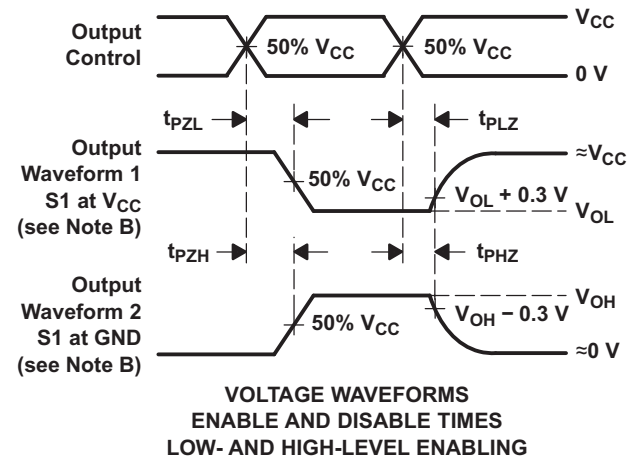 Output
Control
50% VCC
50% VCC
VCC
0 V
tPZL
tPLZ
Output
Waveform 1
S1 at VCC
(see Note B)
50% VCC
≈VCC
VOL + 0.3 V
VOL
tPZH
tPHZ
Output
Waveform 2
S1 at GND
(see Note B)
50% VCC
VOH
VOH − 0.3 V
≈0 V
VOLTAGE WAVEFORMS
ENABLE AND DISABLE TIMES
LOW- AND HIGH-LEVEL ENABLING